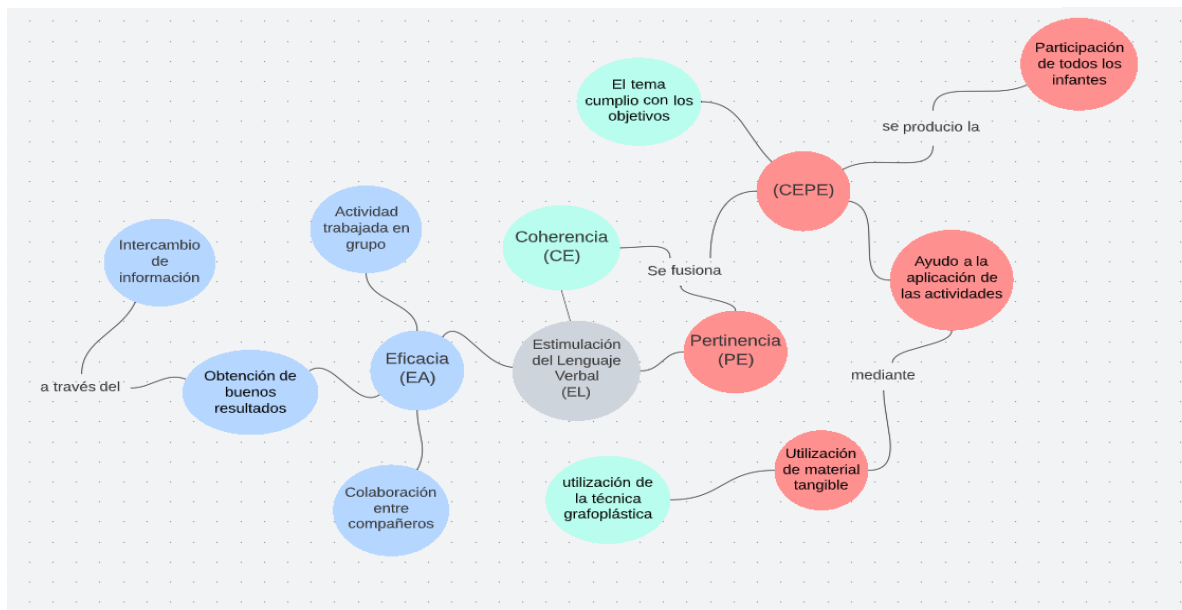 Participación
de todos los
infantes
El tema
cumplio con los
objetivos
se producio la
(CEPE)
Actividad
trabajada en
grupo
Intercambio
de
información
Coherencia
(CE)
Se fusiona
Ayudo a la
aplicación de
las actividades
Estimulación
del Lenguaje
Verbal
(EL)
Pertinencia
(PE)
Eficacia
(EA)
a través del
Obtención de
buenos
resultados
mediante
Utilización
de material
tangible
utilización de
la técnica
grafoplástica
Colaboración
entre
compañeros